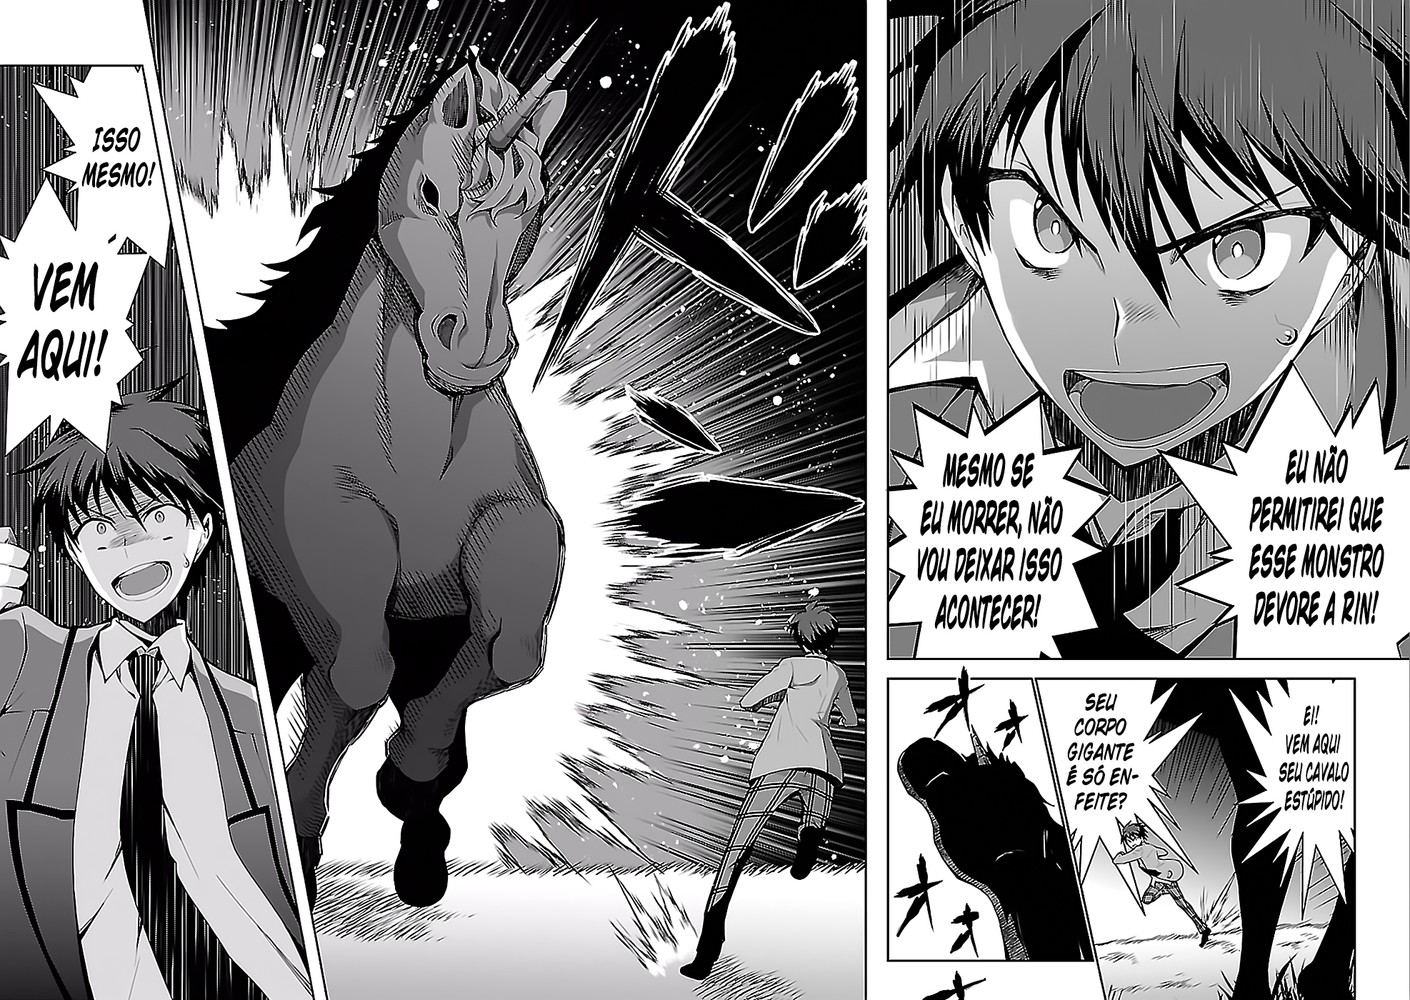 EU NÃO
PERMITIREI QUE
ESSE MONSTRO
DEVORE A RIN!
MESMO SE
EU MORRER, NÃO
VOU DEIXAR ISSO
ACONTECER!
EI!
VEM AQUI
SEU CAVALO
ESTÚPIDO!
SEU
CORPO
GIGANTE
É SÓ EN-
FEITE?
ISSO
MESMO!
VEM
AQUI!